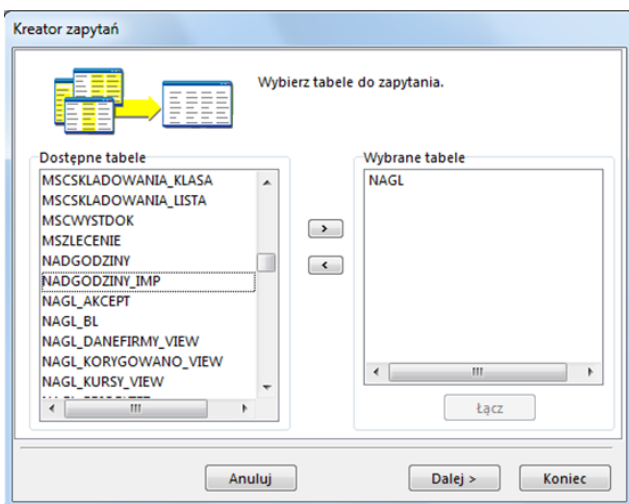 Kreator zapytań
Wybierz tabele do zapytania.
Dostępne tabele
MSCSKLADOWANIA_KLASA
MSCSKLADOWANIA_LISTA
MSCWYSTDOK
MSZLECENIE
NADGODZINY
NADGODZINY_IMP
NAGL_AKCEPT
NAGL_BL
NAGL_DANEFIRMY_VIEW
NAGL_KORYGOWANO_VIEW
NAGL_KURSY_VIEW
Wybrane tabele
NAGL
>
<
Łącz
Anuluj
Dalej >
Koniec